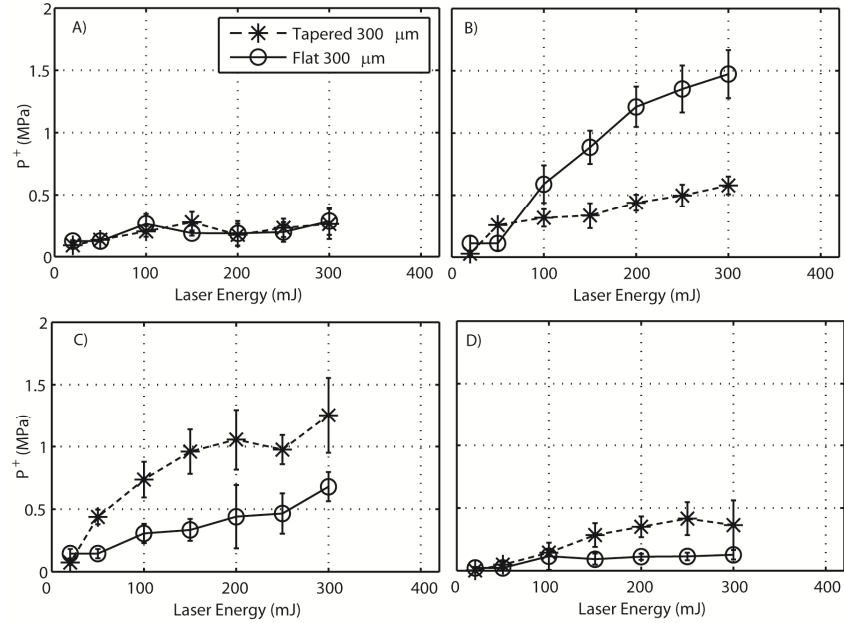 2
A)
Tapered 300 μm
Flat 300 μm
B)
1.5
P+ (MPa)
1
0.5
0
0 100 200 300 400
0 100 200 300 400
Laser Energy (mJ)
Laser Energy (mJ)
2
C)
D)
1.5
P+ (MPa)
1
0.5
0
0 100 200 300 400
0 100 200 300 400
Laser Energy (mJ)
Laser Energy (mJ)